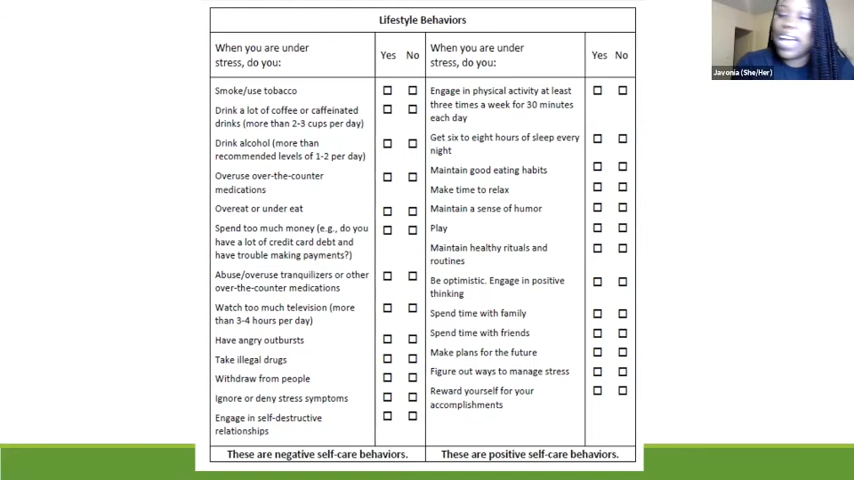 Lifestyle Behaviors
When you are under
stress, do you:
Yes No
Smoke/use tobacco
Drink a lot of coffee or caffeinated
drinks (more than 2-3 cups per day)
Drink alcohol (more than
recommended levels of 1-2 per day)
Overuse over-the-counter
medications
Overeat or under eat
Spend too much money (e.g., do you
have a lot of credit card debt and
have trouble making payments?)
Abuse/overuse tranquilizers or other
over-the-counter medications
Watch too much television (more
than 3-4 hours per day)
Have angry outbursts
Take illegal drugs
Withdraw from people
Ignore or deny stress symptoms
Engage in self-destructive
relationships
These are negative self-care behaviors.
When you are under
stress, do you:
Yes No
Engage in physical activity at least
three times a week for 30 minutes
each day
Get six to eight hours of sleep every
night
Maintain good eating habits
Make time to relax
Maintain a sense of humor
Play
Maintain healthy rituals and
routines
Be optimistic. Engage in positive
thinking
Spend time with family
Spend time with friends
Make plans for the future
Figure out ways to manage stress
Reward yourself for your
accomplishments
These are positive self-care behaviors.
Javonia (She/Her)